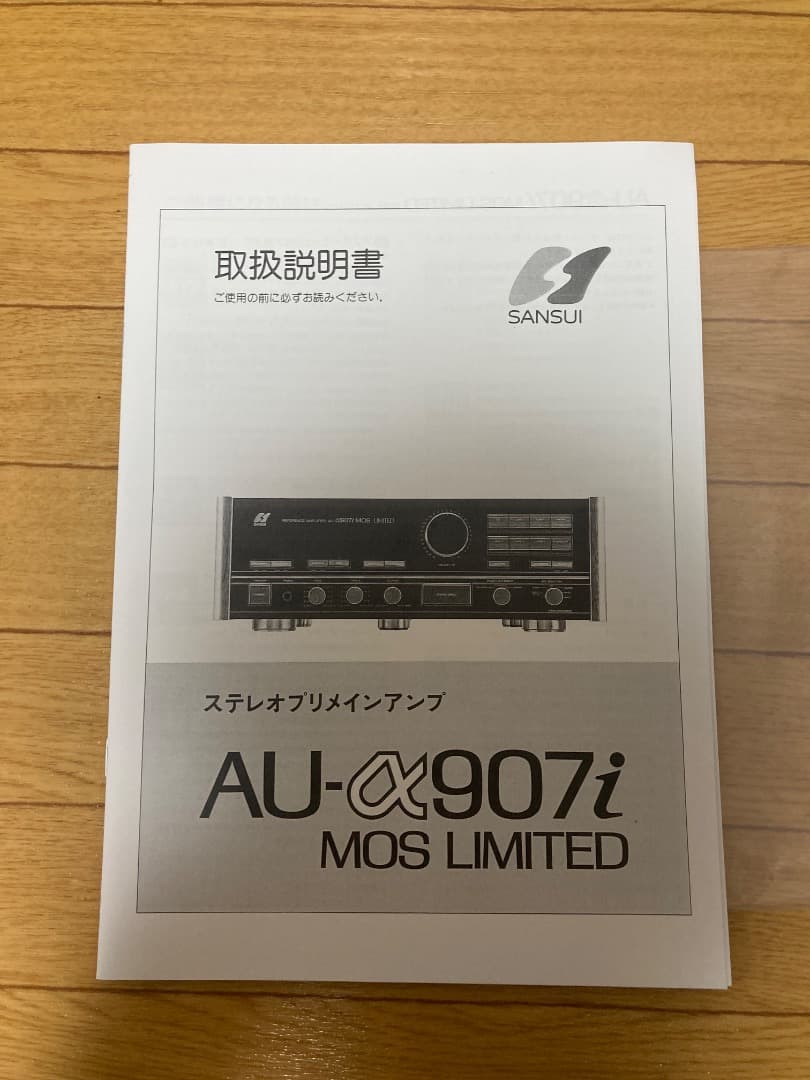 取扱説明書
ご使用の前に必ずお読みください。
SANSUI
SANSUI
ステレオプリメインアンプ
AU-α907i
MOS LIMITED